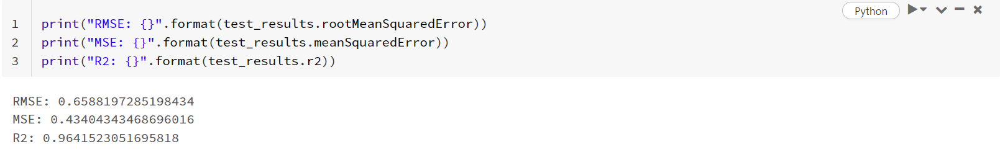 Python
1 print("RMSE: {}".format(test_results.rootMeanSquaredError))
2 print("MSE: {}".format(test_results.meanSquaredError))
3 print("R2: {}".format(test_results.r2))
RMSE: 0.6588197285198434
MSE: 0.43404343468696016
R2: 0.9641523051695818